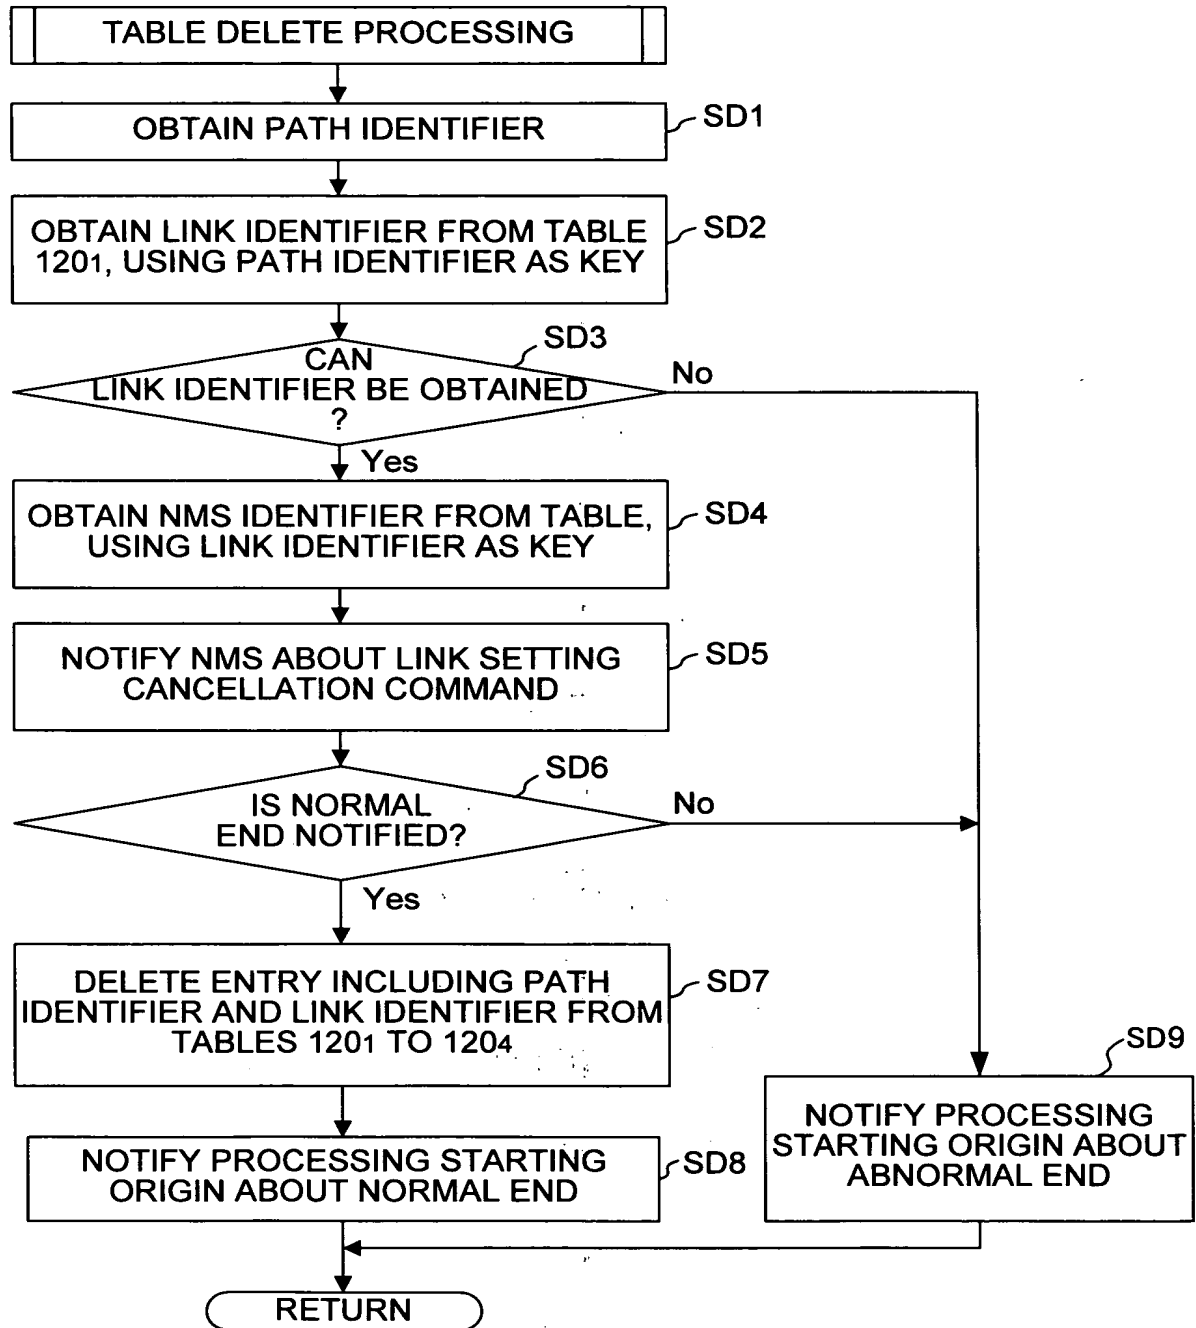 TABLE DELETE PROCESSING
OBTAIN PATH IDENTIFIER
SD1
OBTAIN LINK IDENTIFIER FROM TABLE
1201, USING PATH IDENTIFIER AS KEY
SD2
SD3
CAN
LINK IDENTIFIER BE OBTAINED
?
No
Yes
OBTAIN NMS IDENTIFIER FROM TABLE,
USING LINK IDENTIFIER AS KEY
SD4
NOTIFY NMS ABOUT LINK SETTING
CANCELLATION COMMAND
SD5
SD6
IS NORMAL
END NOTIFIED?
No
Yes
DELETE ENTRY INCLUDING PATH
IDENTIFIER AND LINK IDENTIFIER FROM
TABLES 1201 TO 1204
SD7
SD9
NOTIFY PROCESSING
STARTING ORIGIN ABOUT
ABNORMAL END
NOTIFY PROCESSING STARTING
ORIGIN ABOUT NORMAL END
SD8
RETURN